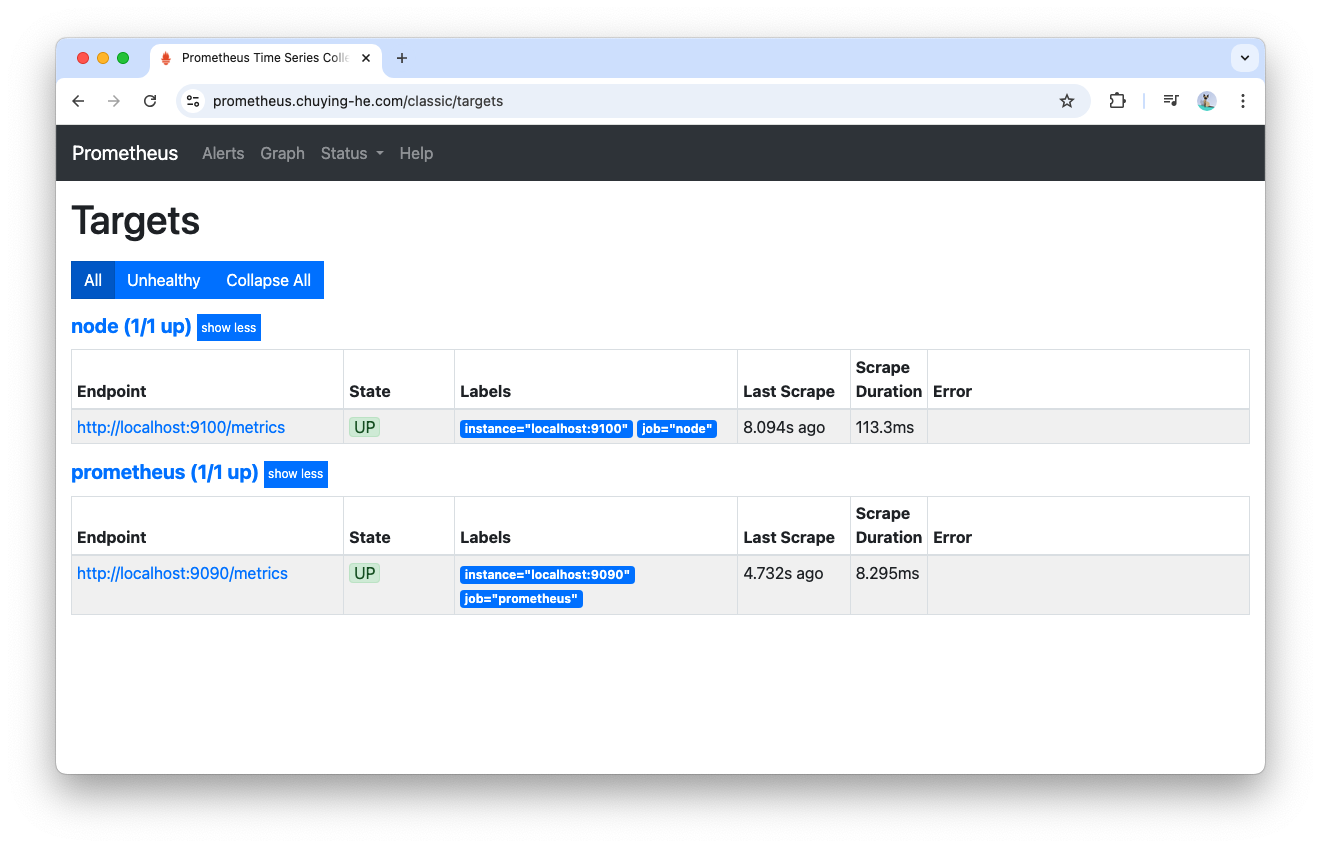 Prometheus Time Series Colle
prometheus.chuying-he.com/classic/targets
Prometheus Alerts Graph Status Help
Targets
All Unhealthy Collapse All
node (1/1 up) show less
Endpoint State Labels Last Scrape Scrape Duration Error
http://localhost:9100/metrics UP instance="localhost:9100" job="node" 8.094s ago 113.3ms
prometheus (1/1 up) show less
Endpoint State Labels Last Scrape Scrape Duration Error
http://localhost:9090/metrics UP instance="localhost:9090" 4.732s ago 8.295ms
job="prometheus"